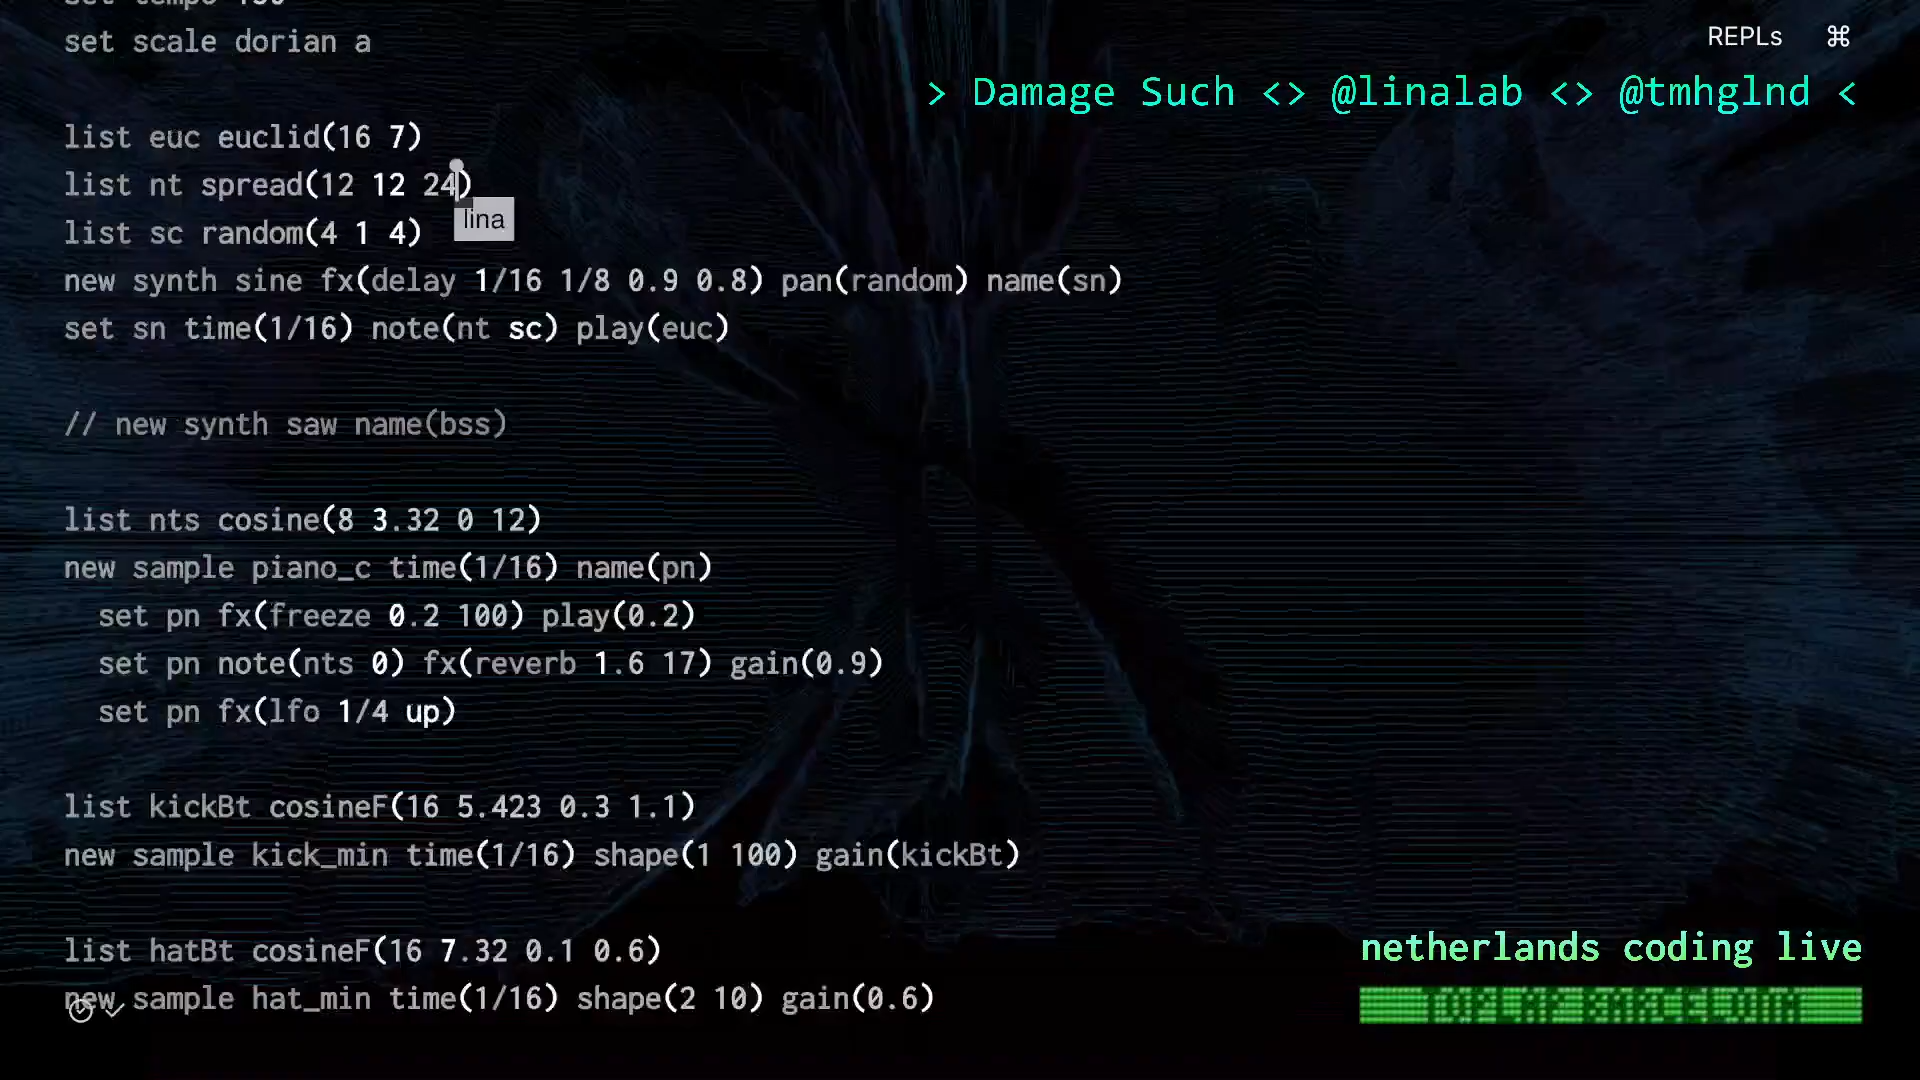 set tempo 150
set scale dorian a
REPLs ⌘
> Damage Such <> @linalab <> @tmhglnd <
list euc euclid(16 7)
list nt spread(12 12 24)
lina
list sc random(4 1 4)
new synth sine fx(delay 1/16 1/8 0.9 0.8) pan(random) name(sn)
set sn time(1/16) note(nt sc) play(euc)
// new synth saw name(bss)
list nts cosine(8 3.32 0 12)
new sample piano_c time(1/16) name(pn)
set pn fx(freeze 0.2 100) play(0.2)
set pn note(nts 0) fx(reverb 1.6 17) gain(0.9)
set pn fx(lfo 1/4 up)
list kickBt cosineF(16 5.423 0.3 1.1)
new sample kick_min time(1/16) shape(1 100) gain(kickBt)
list hatBt cosineF(16 7.32 0.1 0.6)
new sample hat_min time(1/16) shape(2 10) gain(0.6)
netherlands coding live
TOPLAP BARCELONA